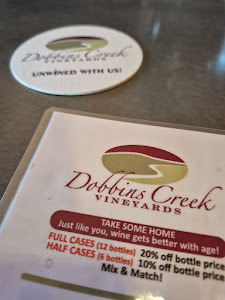 Dobbins Creek
VINEYARDS
UNWINED WITH US!
Dobbins Creek
VINEYARDS
TAKE SOME HOME
Just like you, wine gets better with age!
FULL CASES (12 bottles) 20% off bottle price
HALF CASES (6 bottles) 10% off bottle price
Mix & Match!